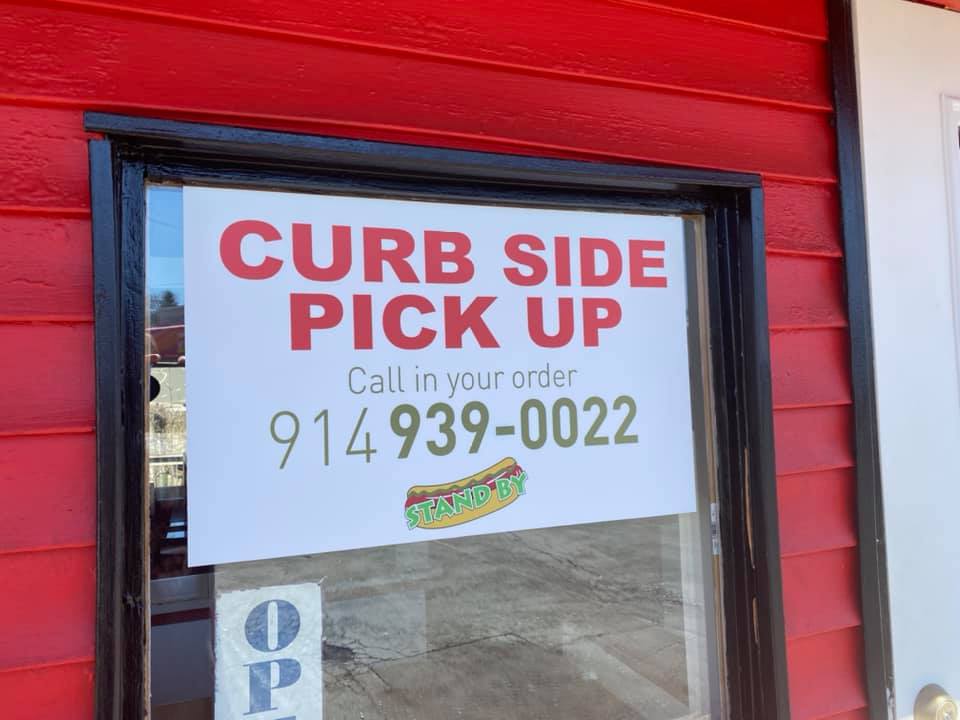 CURB SIDE
PICK UP
Call in your order
914 939-0022
STAND BY
O
P